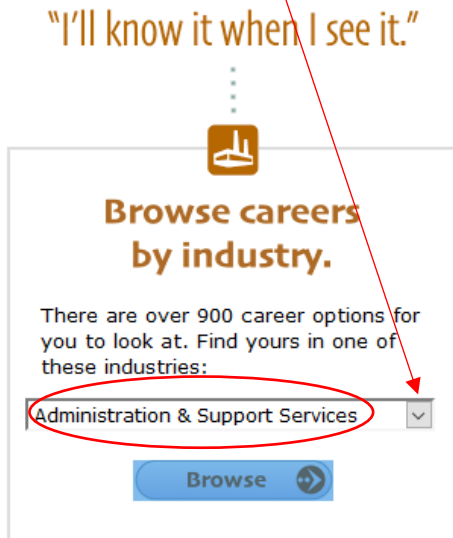 "I'll know it when I see it."
Browse careers
by industry.
There are over 900 career options for
you to look at. Find yours in one of
these industries:
Administration & Support Services
Browse